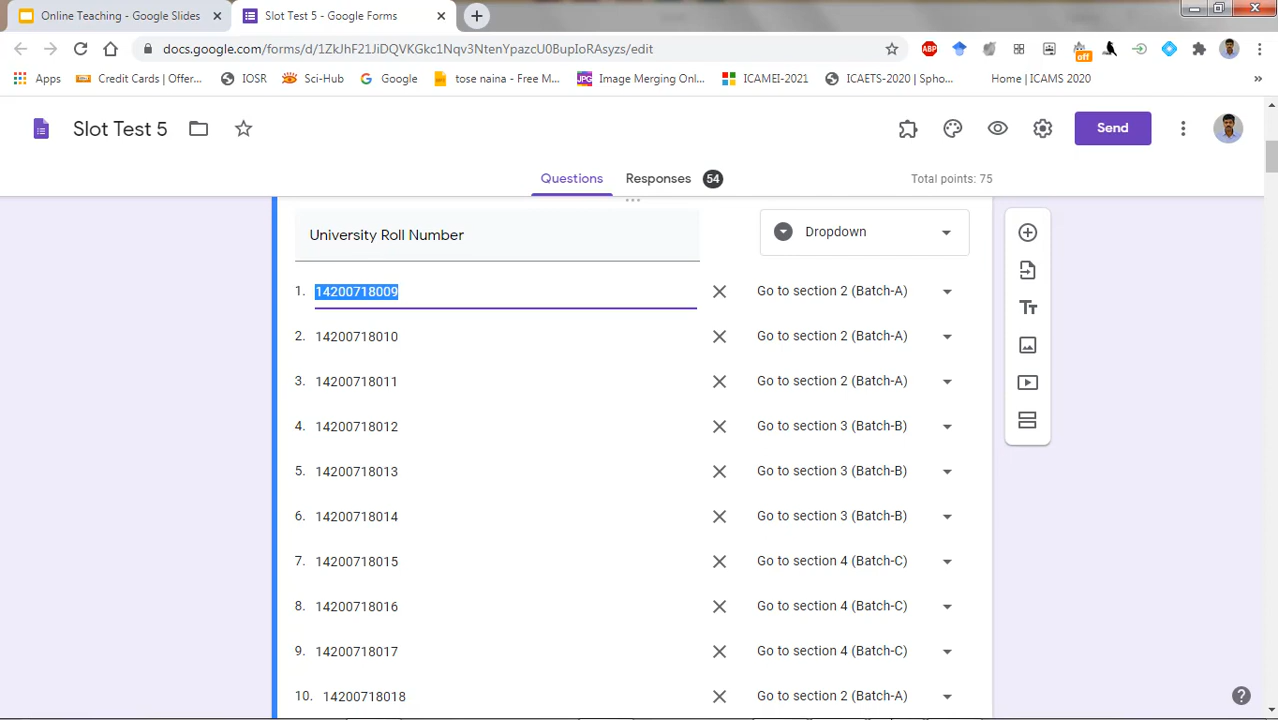 Online Teaching - Google Slides
Slot Test 5 - Google Forms
docs.google.com/forms/d/1ZkJhF21JiDQVKGkc1Nqv3NtenYpazcU0BupIoRAsyzs/edit
ABP
off
Apps
Credit Cards | Offer...
IOSR
Sci-Hub
Google
tose naina - Free M...
JPG
Image Merging Onl...
ICAMEI-2021
ICAETS-2020 | Spho...
Home | ICAMS 2020
»
Slot Test 5
Send
Questions
Responses 54
Total points: 75
University Roll Number
Dropdown
1. 14200718009 Go to section 2 (Batch-A)
2. 14200718010 Go to section 2 (Batch-A)
3. 14200718011 Go to section 2 (Batch-A)
4. 14200718012 Go to section 3 (Batch-B)
5. 14200718013 Go to section 3 (Batch-B)
6. 14200718014 Go to section 3 (Batch-B)
7. 14200718015 Go to section 4 (Batch-C)
8. 14200718016 Go to section 4 (Batch-C)
9. 14200718017 Go to section 4 (Batch-C)
10. 14200718018 Go to section 2 (Batch-A)